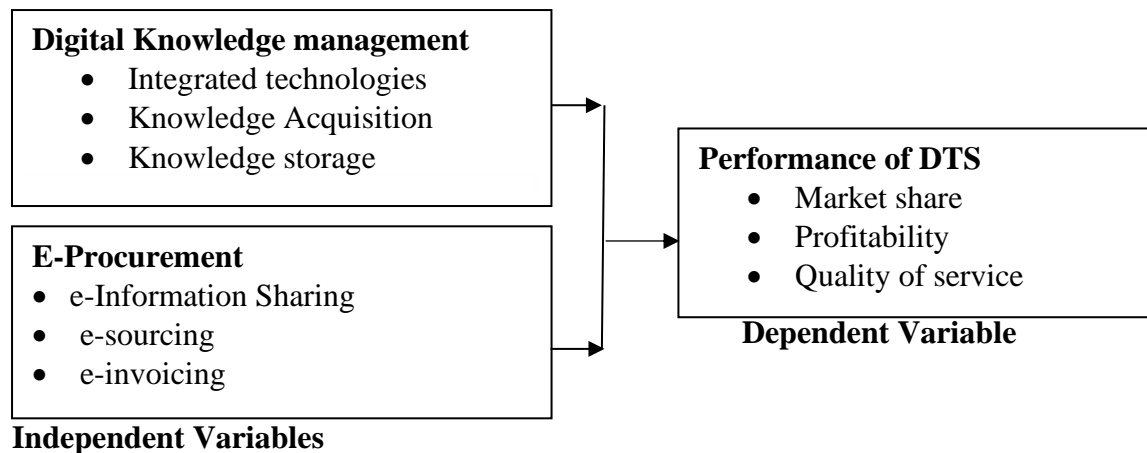 Digital Knowledge management
• Integrated technologies
• Knowledge Acquisition
• Knowledge storage
E-Procurement
• e-Information Sharing
• e-sourcing
• e-invoicing
Independent Variables
Performance of DTS
• Market share
• Profitability
• Quality of service
Dependent Variable